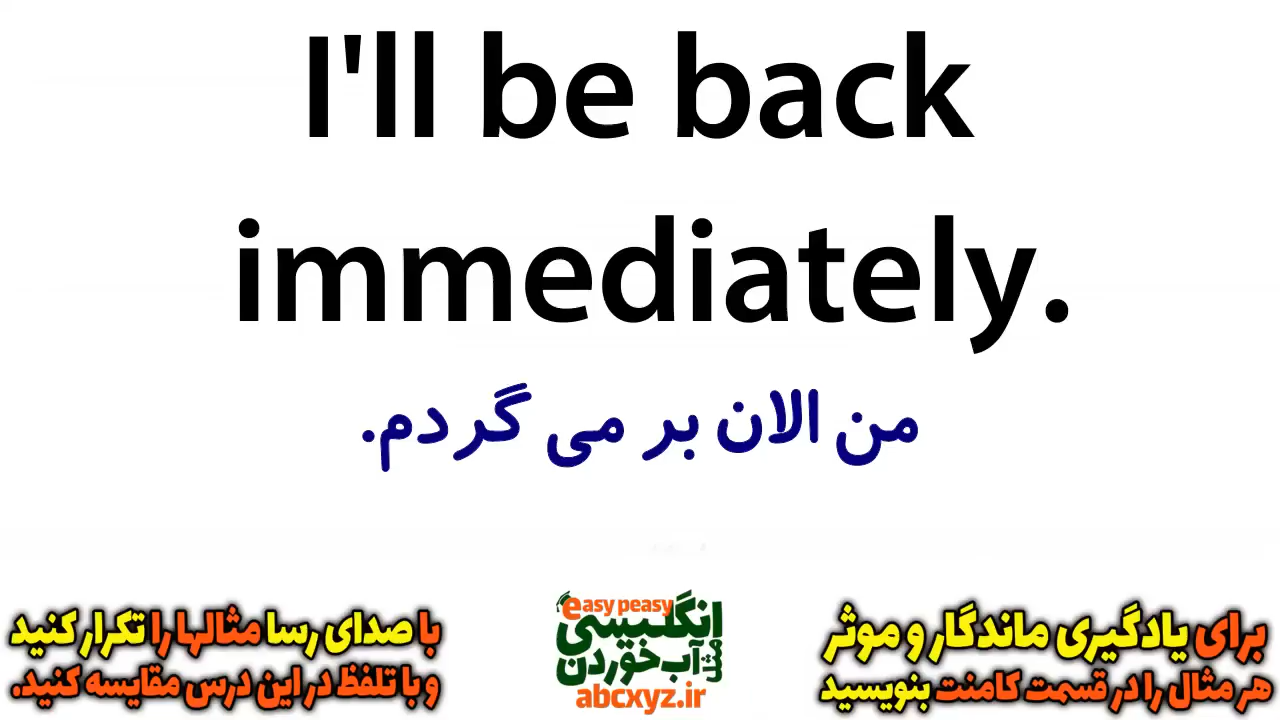 I'll be back
immediately.
من الان بر می گردم.
برای یادگیری ماندگار و موثر
هر مثال را در قسمت کامنت بنویسید
easy peasy
انگلیسی
مثل آب خوردن
abcxyz.ir
با صدای رسا مثالها را تکرار کنید
و با تلفظ در این درس مقایسه کنید.